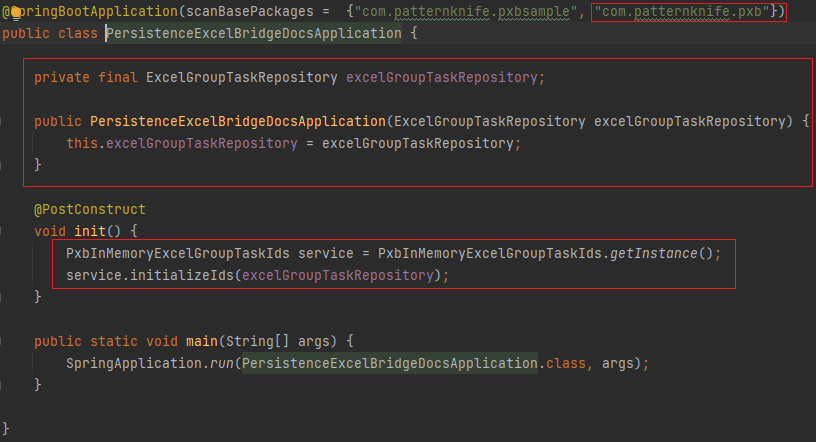 @SpringBootApplication(scanBasePackages = {"com.patternknife.pxbsample", "com.patternknife.pxb"})
public class PersistenceExcelBridgeDocsApplication {
private final ExcelGroupTaskRepository excelGroupTaskRepository;
public PersistenceExcelBridgeDocsApplication(ExcelGroupTaskRepository excelGroupTaskRepository) {
this.excelGroupTaskRepository = excelGroupTaskRepository;
}
@PostConstruct
void init() {
PxbInMemoryExcelGroupTaskIds service = PxbInMemoryExcelGroupTaskIds.getInstance();
service.initializeIds(excelGroupTaskRepository);
}
public static void main(String[] args) {
SpringApplication.run(PersistenceExcelBridgeDocsApplication.class, args);
}
}